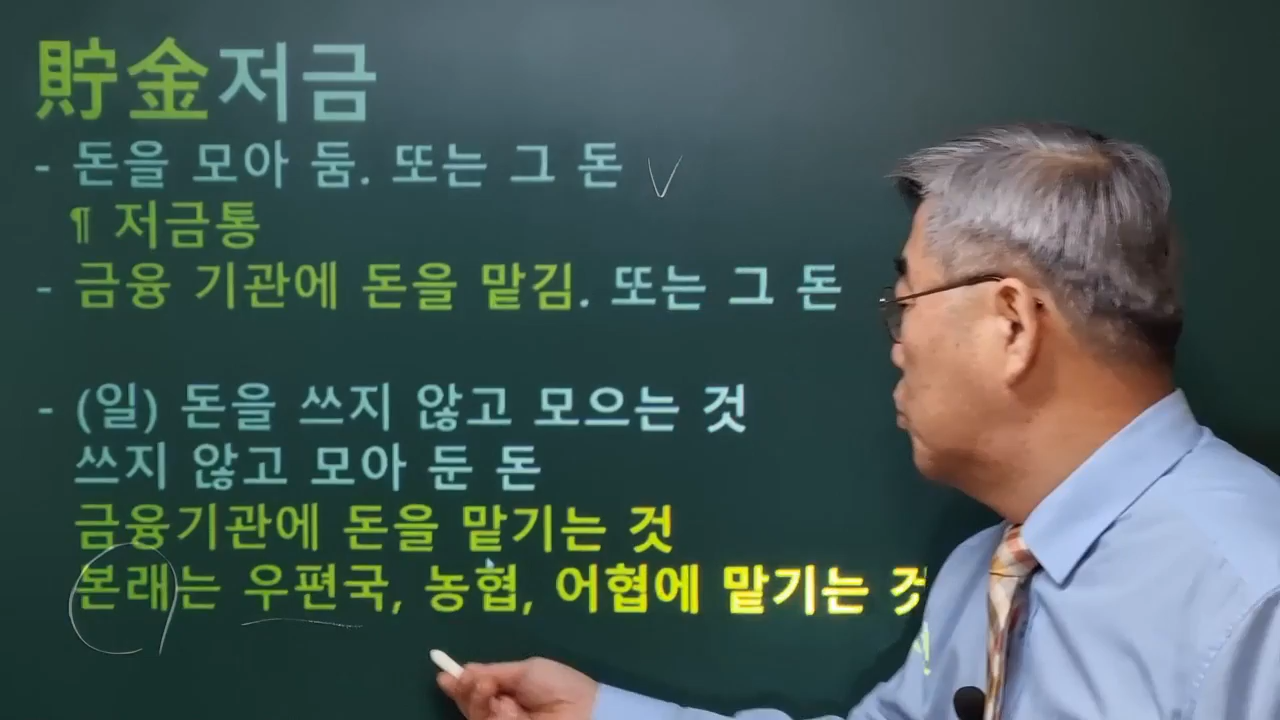 貯金저금
- 돈을 모아 둠. 또는 그 돈 V
¶ 저금통
- 금융 기관에 돈을 맡김. 또는 그 돈
- (일) 돈을 쓰지 않고 모으는 것
쓰지 않고 모아 둔 돈
금융기관에 돈을 맡기는 것
본래는 우편국, 농협, 어협에 맡기는 것